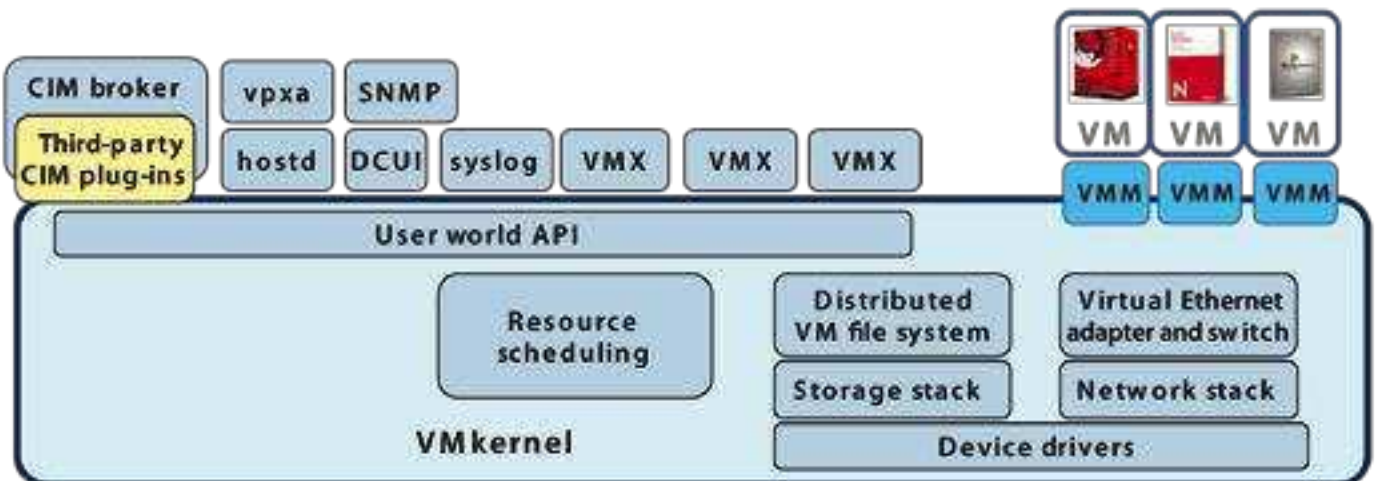 CIM broker
Third-party
CIM plug-ins
vpxa
SNMP
hostd
DCUI
syslog
VMX
VMX
VMX
N
VM
VM
VM
VMM
VMM
VMM
User world API
Resource
scheduling
Distributed
VM file system
Virtual Ethernet
adapter and switch
Storage stack
Network stack
VMkernel
Device drivers